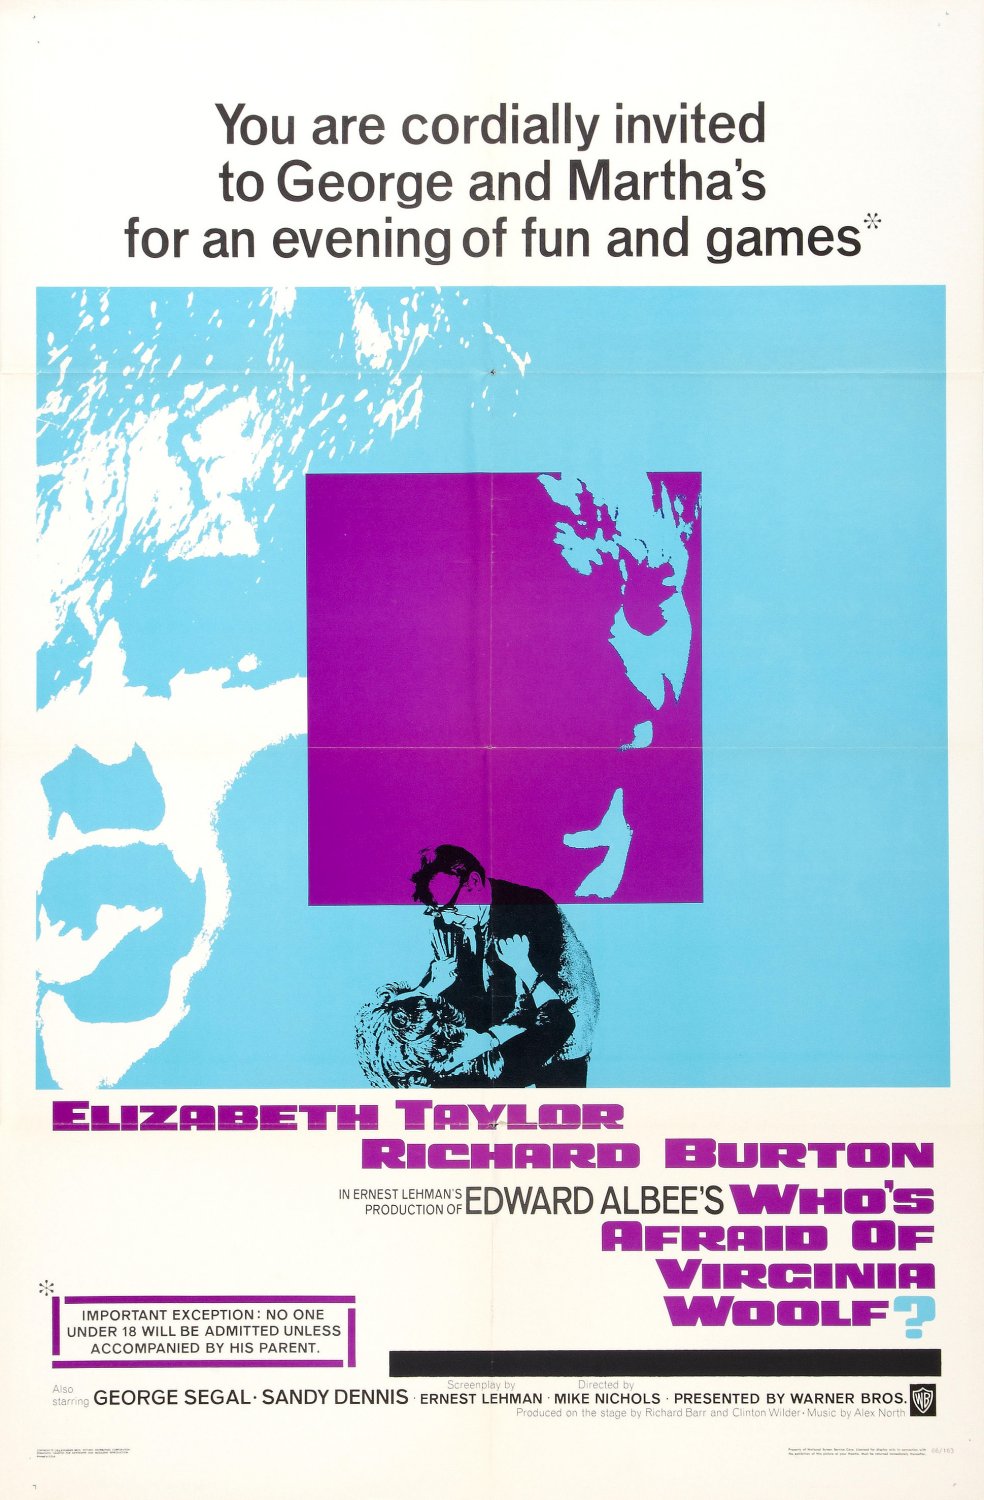 You are cordially invited
to George and Martha's
for an evening of fun and games*
ELIZABETH TAYLOR
RICHARD BURTON
IN ERNEST LEHMAN'S
PRODUCTION OF EDWARD ALBEE'S WHO'S
AFRAID OF
VIRGINIA
WOOLF?
*
IMPORTANT EXCEPTION: NO ONE
UNDER 18 WILL BE ADMITTED UNLESS
ACCOMPANIED BY HIS PARENT.
Also starring GEORGE SEGAL · SANDY DENNIS · Screenplay by ERNEST LEHMAN · Directed by MIKE NICHOLS · PRESENTED BY WARNER BROS. WB
Produced on the stage by Richard Barr and Clinton Wilder · Music by Alex North
66/163